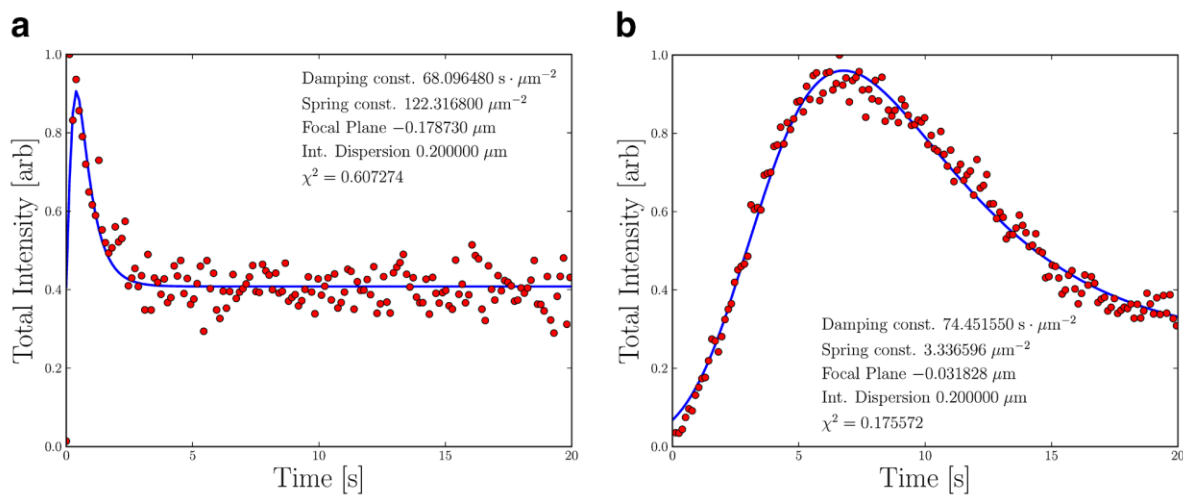 a
Total Intensity [arb]
1.0
0.8
0.6
0.4
0.2
0.0
Damping const. 68.096480 s · μm⁻²
Spring const. 122.316800 μm⁻²
Focal Plane −0.178730 μm
Int. Dispersion 0.200000 μm
χ² = 0.607274
0 5 10 15 20
Time [s]
b
Total Intensity [arb]
1.0
0.8
0.6
0.4
0.2
0.0
Damping const. 74.451550 s · μm⁻²
Spring const. 3.336596 μm⁻²
Focal Plane −0.031828 μm
Int. Dispersion 0.200000 μm
χ² = 0.175572
0 5 10 15 20
Time [s]